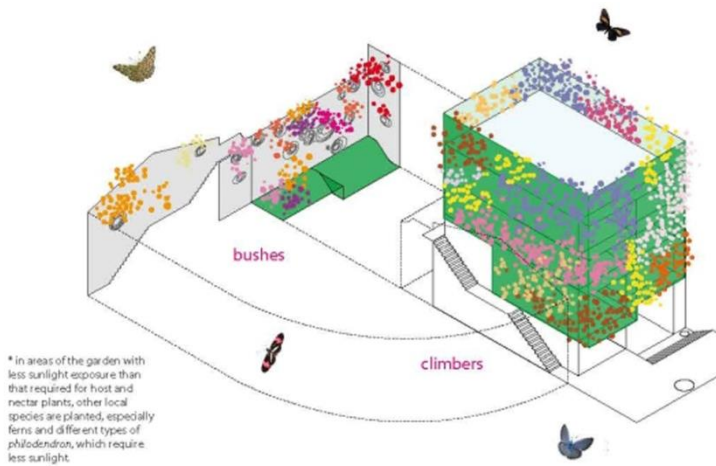 bushes
climbers
* in areas of the garden with
less sunlight exposure than
that required for host and
nectar plants, other local
species are planted, especially
ferns and different types of
philodendron, which require
less sunlight.